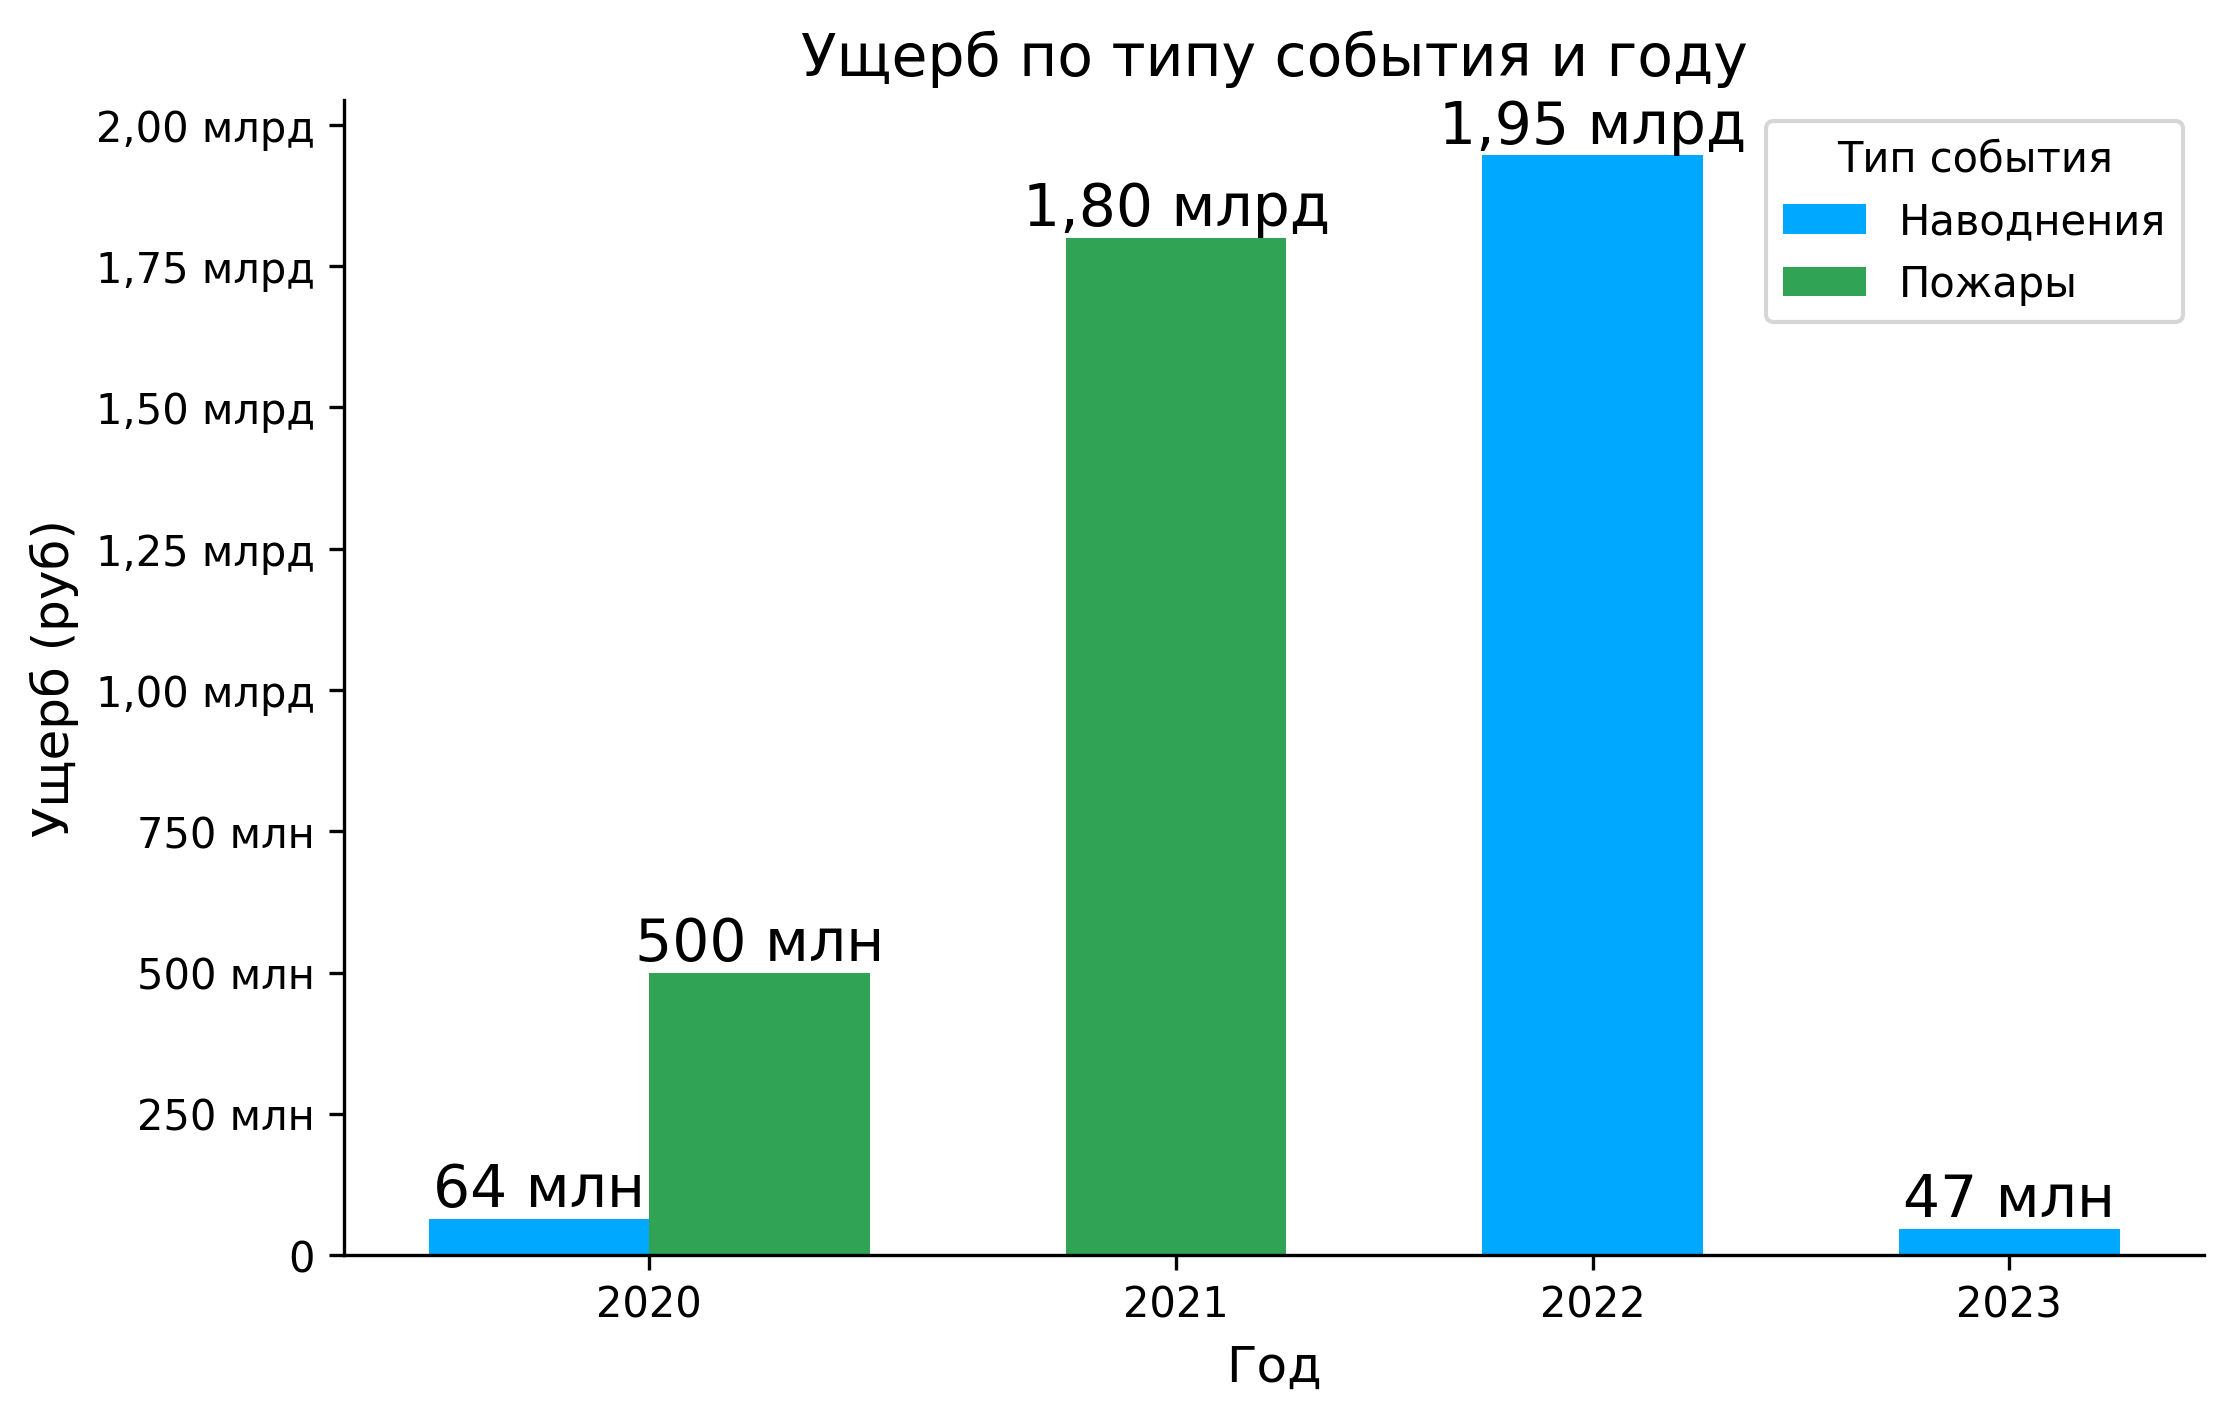 Ущерб по типу события и году
Ущерб (руб)
2,00 млрд
1,75 млрд
1,50 млрд
1,25 млрд
1,00 млрд
750 млн
500 млн
250 млн
0
64 млн
500 млн
1,80 млрд
1,95 млрд
47 млн
Тип события
Наводнения
Пожары
2020
2021
2022
2023
Год